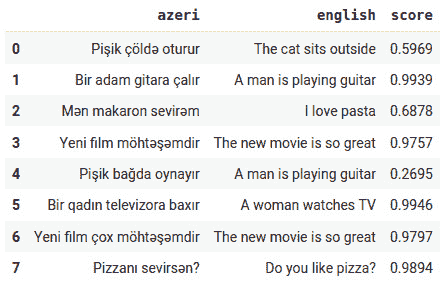 azeri english score
0 Pişik çöldə oturur The cat sits outside 0.5969
1 Bir adam gitara çalır A man is playing guitar 0.9939
2 Mən makaron sevirəm I love pasta 0.6878
3 Yeni film möhtəşəmdir The new movie is so great 0.9757
4 Pişik bağda oynayır A man is playing guitar 0.2695
5 Bir qadın televizora baxır A woman watches TV 0.9946
6 Yeni film çox möhtəşəmdir The new movie is so great 0.9797
7 Pizzanı sevirsən? Do you like pizza? 0.9894